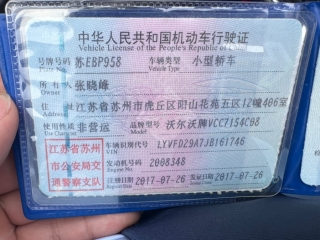 中华人民共和国机动车行驶证
Vehicle License of the People's Republic of China
号牌号码 苏EBP958 车辆类型 小型轿车
Plate No. Vehicle Type
所有人 张晓峰
Owner
住址 江苏省苏州市虎丘区阳山花苑五区12幢406室
Address
使用性质 非营运 品牌型号 沃尔沃牌VCC7154C08
Use Character Model
江苏省苏州市公安局交通警察支队
车辆识别代号 LYVFD29A7JB161746
VIN
发动机号码 2008348
Engine No.
注册日期 2017-07-26 发证日期 2017-07-26